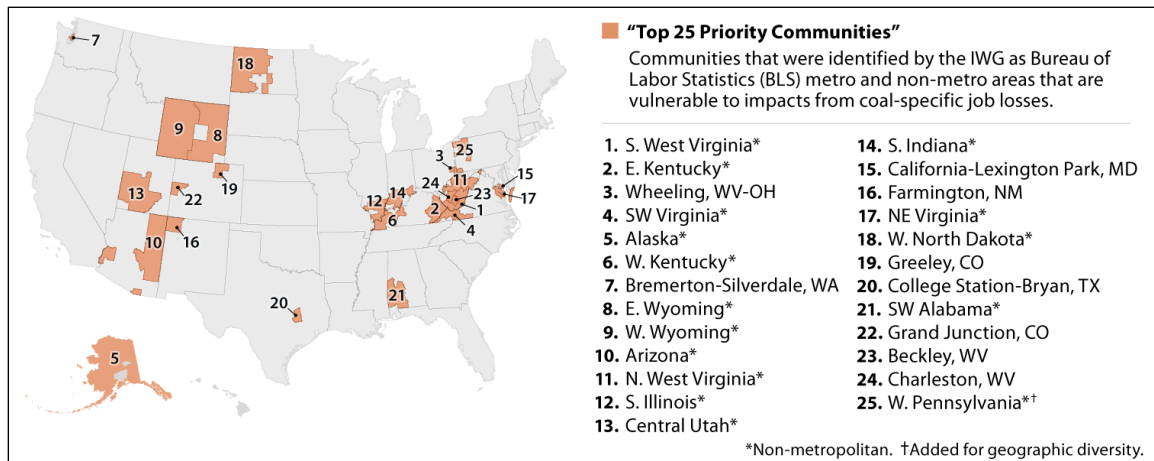 7
18
9
8
25
3
15
19
11
13
22
24
14
23
17
12
2
1
6
10
16
4
20
21
5
“Top 25 Priority Communities”
Communities that were identified by the IWG as Bureau of
Labor Statistics (BLS) metro and non-metro areas that are
vulnerable to impacts from coal-specific job losses.
1. S. West Virginia*
2. E. Kentucky*
3. Wheeling, WV-OH
4. SW Virginia*
5. Alaska*
6. W. Kentucky*
7. Bremerton-Silverdale, WA
8. E. Wyoming*
9. W. Wyoming*
10. Arizona*
11. N. West Virginia*
12. S. Illinois*
13. Central Utah*
14. S. Indiana*
15. California-Lexington Park, MD
16. Farmington, NM
17. NE Virginia*
18. W. North Dakota*
19. Greeley, CO
20. College Station-Bryan, TX
21. SW Alabama*
22. Grand Junction, CO
23. Beckley, WV
24. Charleston, WV
25. W. Pennsylvania*†
*Non-metropolitan. †Added for geographic diversity.